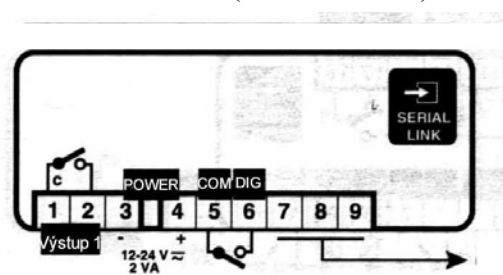 SERIAL
LINK
c
POWER COM DIG
1 2 3 4 5 6 7 8 9
Výstup 1 - +
12-24 V ⎓
2 VA